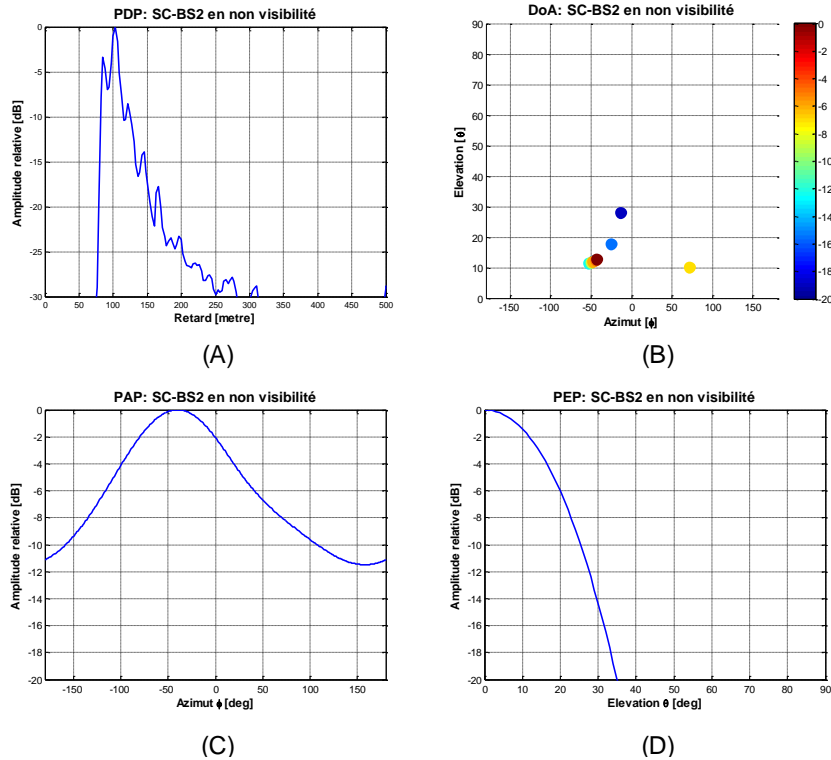 PDP: SC-BS2 en non visibilité
0
-5
-10
-15
-20
-25
-30
0 50 100 150 200 250 300 350 400 450 500
Amplitude relative [dB]
Retard [metre]
(A)
DoA: SC-BS2 en non visibilité
90
80
70
60
50
40
30
20
10
0
-150 -100 -50 0 50 100 150
Elevation [θ]
Azimut [ϕ]
0
-2
-4
-6
-8
-10
-12
-14
-16
-18
-20
(B)
PAP: SC-BS2 en non visibilité
0
-2
-4
-6
-8
-10
-12
-14
-16
-18
-20
-150 -100 -50 0 50 100 150
Amplitude relative [dB]
Azimut ϕ [deg]
(C)
PEP: SC-BS2 en non visibilité
0
-2
-4
-6
-8
-10
-12
-14
-16
-18
-20
0 10 20 30 40 50 60 70 80 90
Amplitude relative [dB]
Elevation θ [deg]
(D)